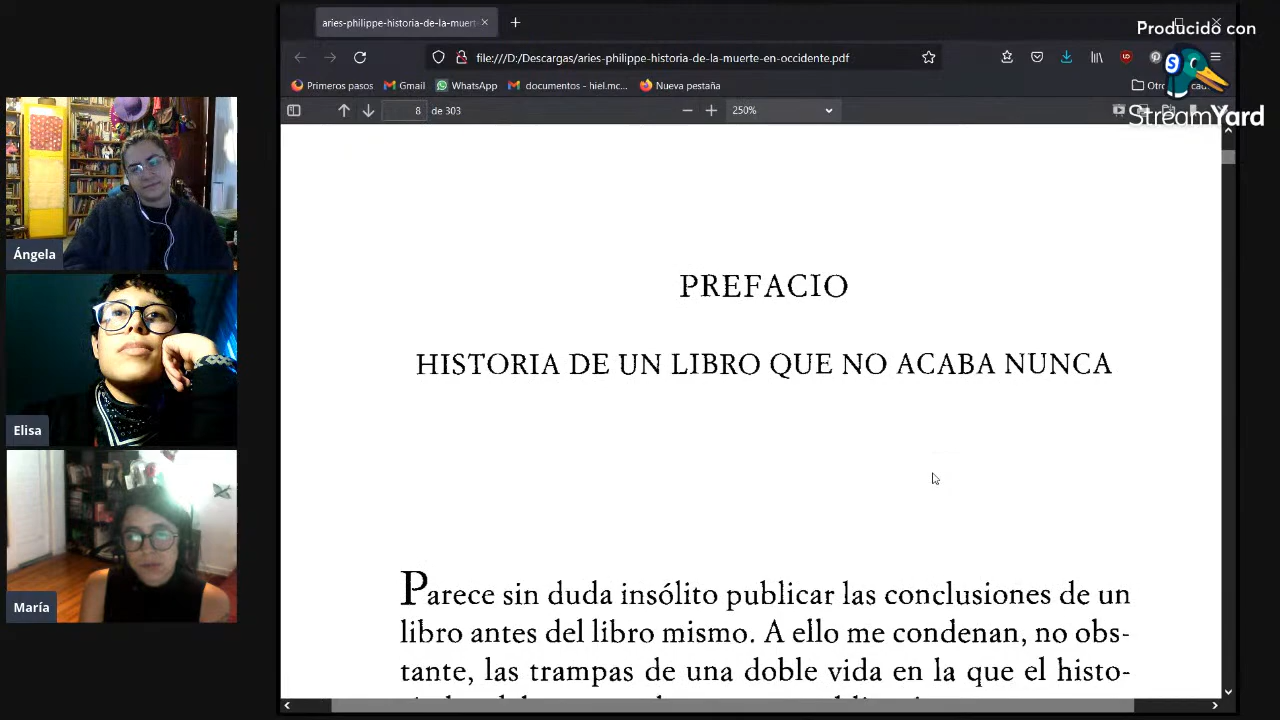 aries-philippe-historia-de-la-muert
Producido con
file:///D:/Descargas/aries-philippe-historia-de-la-muerte-en-occidente.pdf
Primeros pasos
Gmail
WhatsApp
documentos - hiel.mc...
Nueva pestaña
StreamYard
8 de 303
250%
PREFACIO
HISTORIA DE UN LIBRO QUE NO ACABA NUNCA
Parece sin duda insólito publicar las conclusiones de un
libro antes del libro mismo. A ello me condenan, no obs-
tante, las trampas de una doble vida en la que el histo-
Ángela
Elisa
María